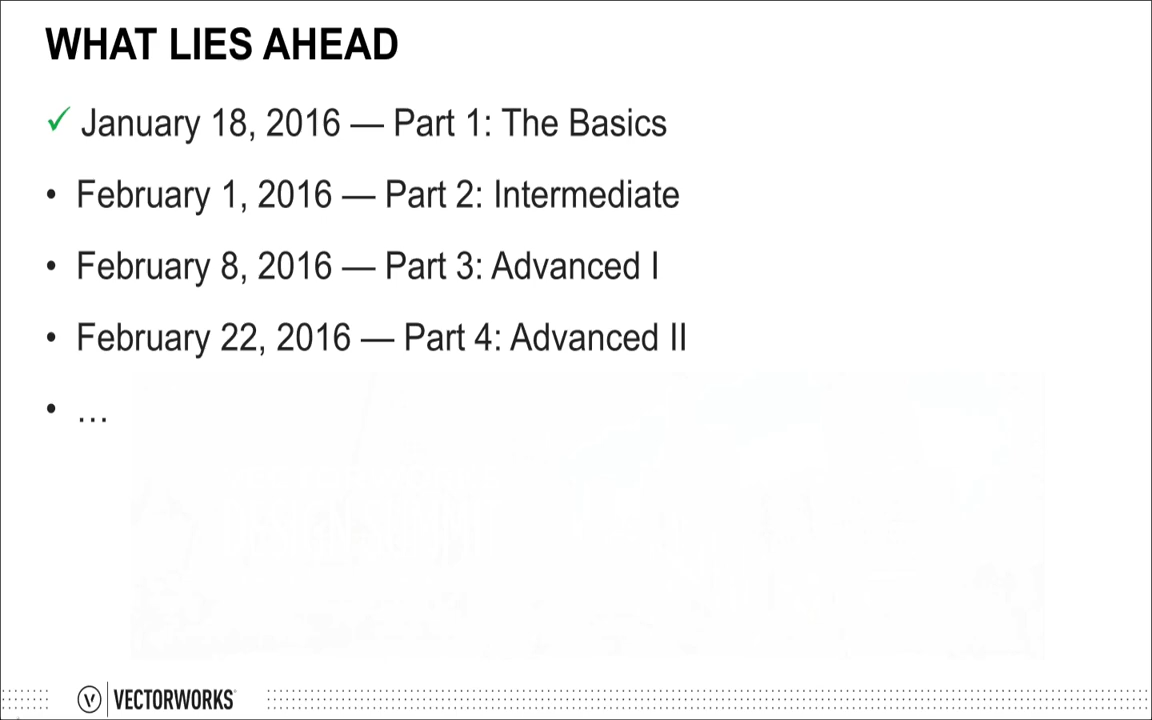 WHAT LIES AHEAD
✓ January 18, 2016 — Part 1: The Basics
• February 1, 2016 — Part 2: Intermediate
• February 8, 2016 — Part 3: Advanced I
• February 22, 2016 — Part 4: Advanced II
• …
V VECTORWORKS